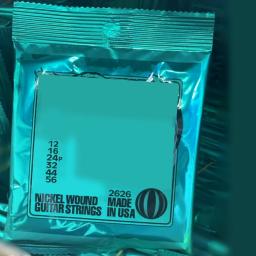 12
16
24P
32
44
56
NICKEL WOUND
GUITAR STRINGS
2626
MADE
IN USA